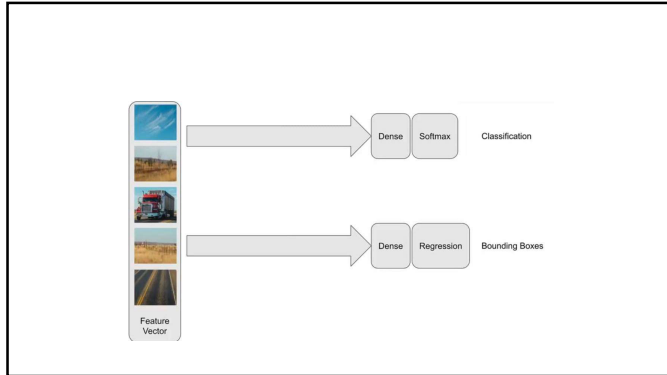 Dense
Softmax
Classification
Dense
Regression
Bounding Boxes
Feature
Vector